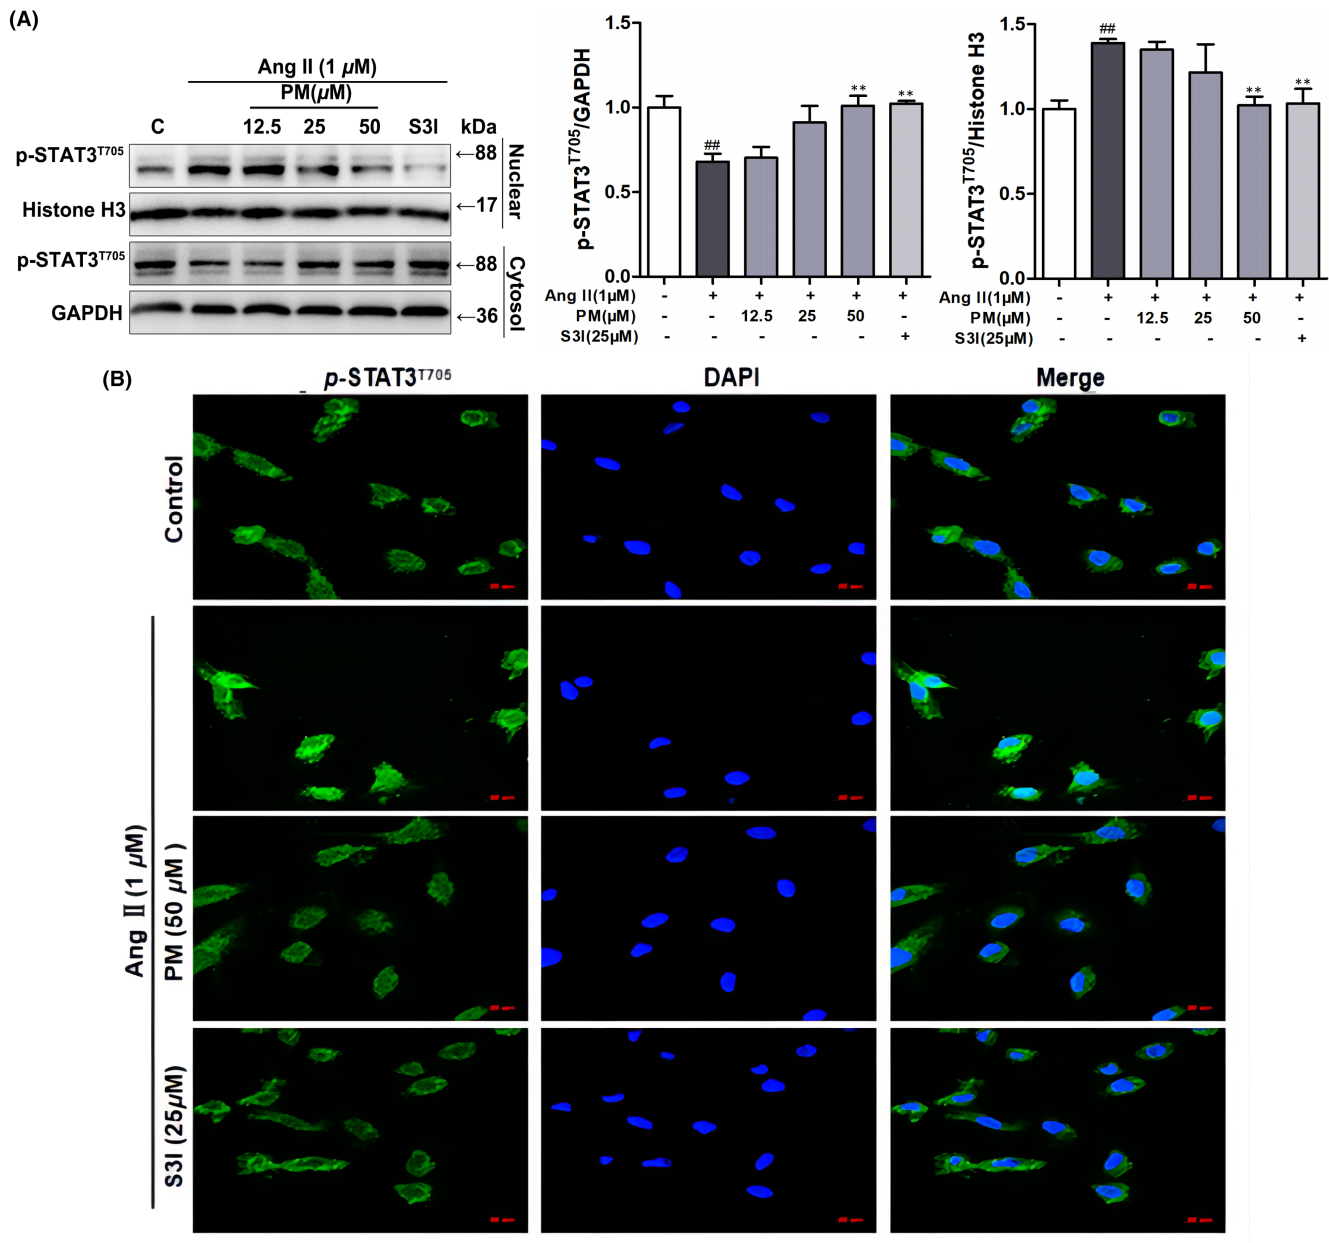 (A)
Ang II (1 µM)
PM(µM)
C 12.5 25 50 S3I kDa
p-STAT3T705 ←88
Histone H3 ←17
Nuclear
p-STAT3T705 ←88
GAPDH ←36
Cytosol
p-STAT3T705/GAPDH
1.5
1.0
0.5
0.0
## ** **
Ang II(1µM) - + + + + +
PM(µM) - - 12.5 25 50 -
S3I(25µM) - - - - - +
p-STAT3T705/Histone H3
1.5
1.0
0.5
0.0
## ** **
Ang II(1µM) - + + + + +
PM(µM) - - 12.5 25 50 -
S3I(25µM) - - - - - +
(B)
p-STAT3T705 DAPI Merge
Control
Ang II (1 µM)
PM (50 µM )
S3I (25µM)